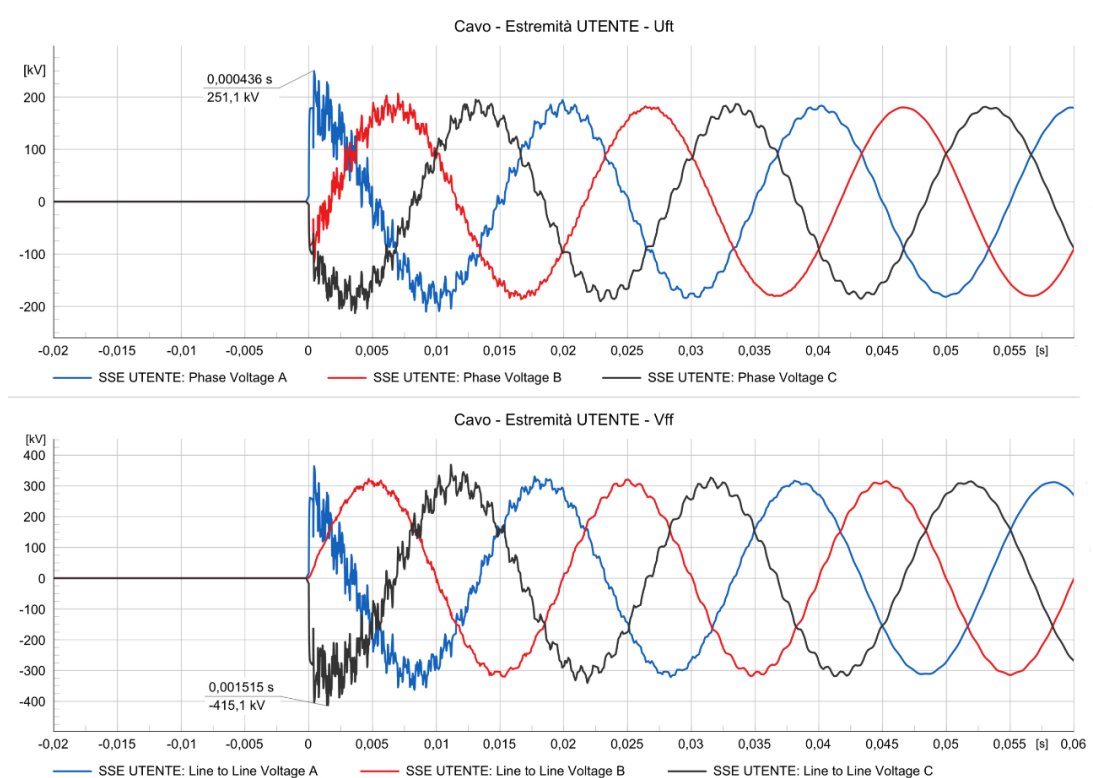 Cavo - Estremità UTENTE - Uft
[kV]
0,000436 s
251,1 kV
200
100
0
-100
-200
-0,02 -0,015 -0,01 -0,005 0 0,005 0,01 0,015 0,02 0,025 0,03 0,035 0,04 0,045 0,05 0,055 [s]
SSE UTENTE: Phase Voltage A SSE UTENTE: Phase Voltage B SSE UTENTE: Phase Voltage C
Cavo - Estremità UTENTE - Vff
[kV]
400
300
200
100
0
-100
-200
-300
-400
0,001515 s
-415,1 kV
-0,02 -0,015 -0,01 -0,005 0 0,005 0,01 0,015 0,02 0,025 0,03 0,035 0,04 0,045 0,05 0,055 [s] 0,06
SSE UTENTE: Line to Line Voltage A SSE UTENTE: Line to Line Voltage B SSE UTENTE: Line to Line Voltage C